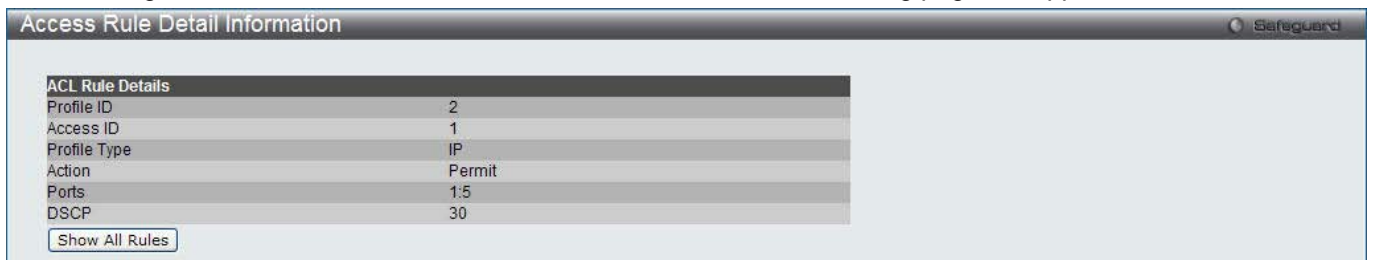 Access Rule Detail Information
Safeguard
ACL Rule Details
Profile ID 2
Access ID 1
Profile Type IP
Action Permit
Ports 1:5
DSCP 30
Show All Rules